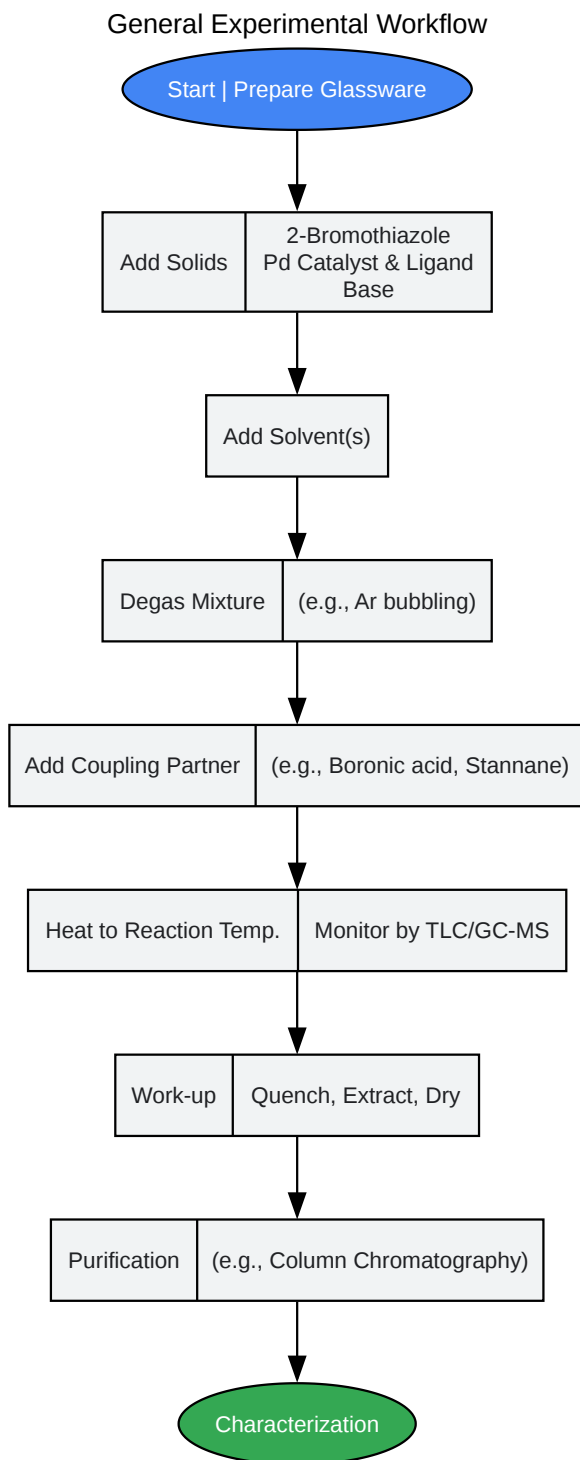 General Experimental Workflow
Start | Prepare Glassware
Add Solids
2-Bromothiazole
Pd Catalyst & Ligand
Base
Add Solvent(s)
Degas Mixture
(e.g., Ar bubbling)
Add Coupling Partner
(e.g., Boronic acid, Stannane)
Heat to Reaction Temp.
Monitor by TLC/GC-MS
Work-up
Quench, Extract, Dry
Purification
(e.g., Column Chromatography)
Characterization